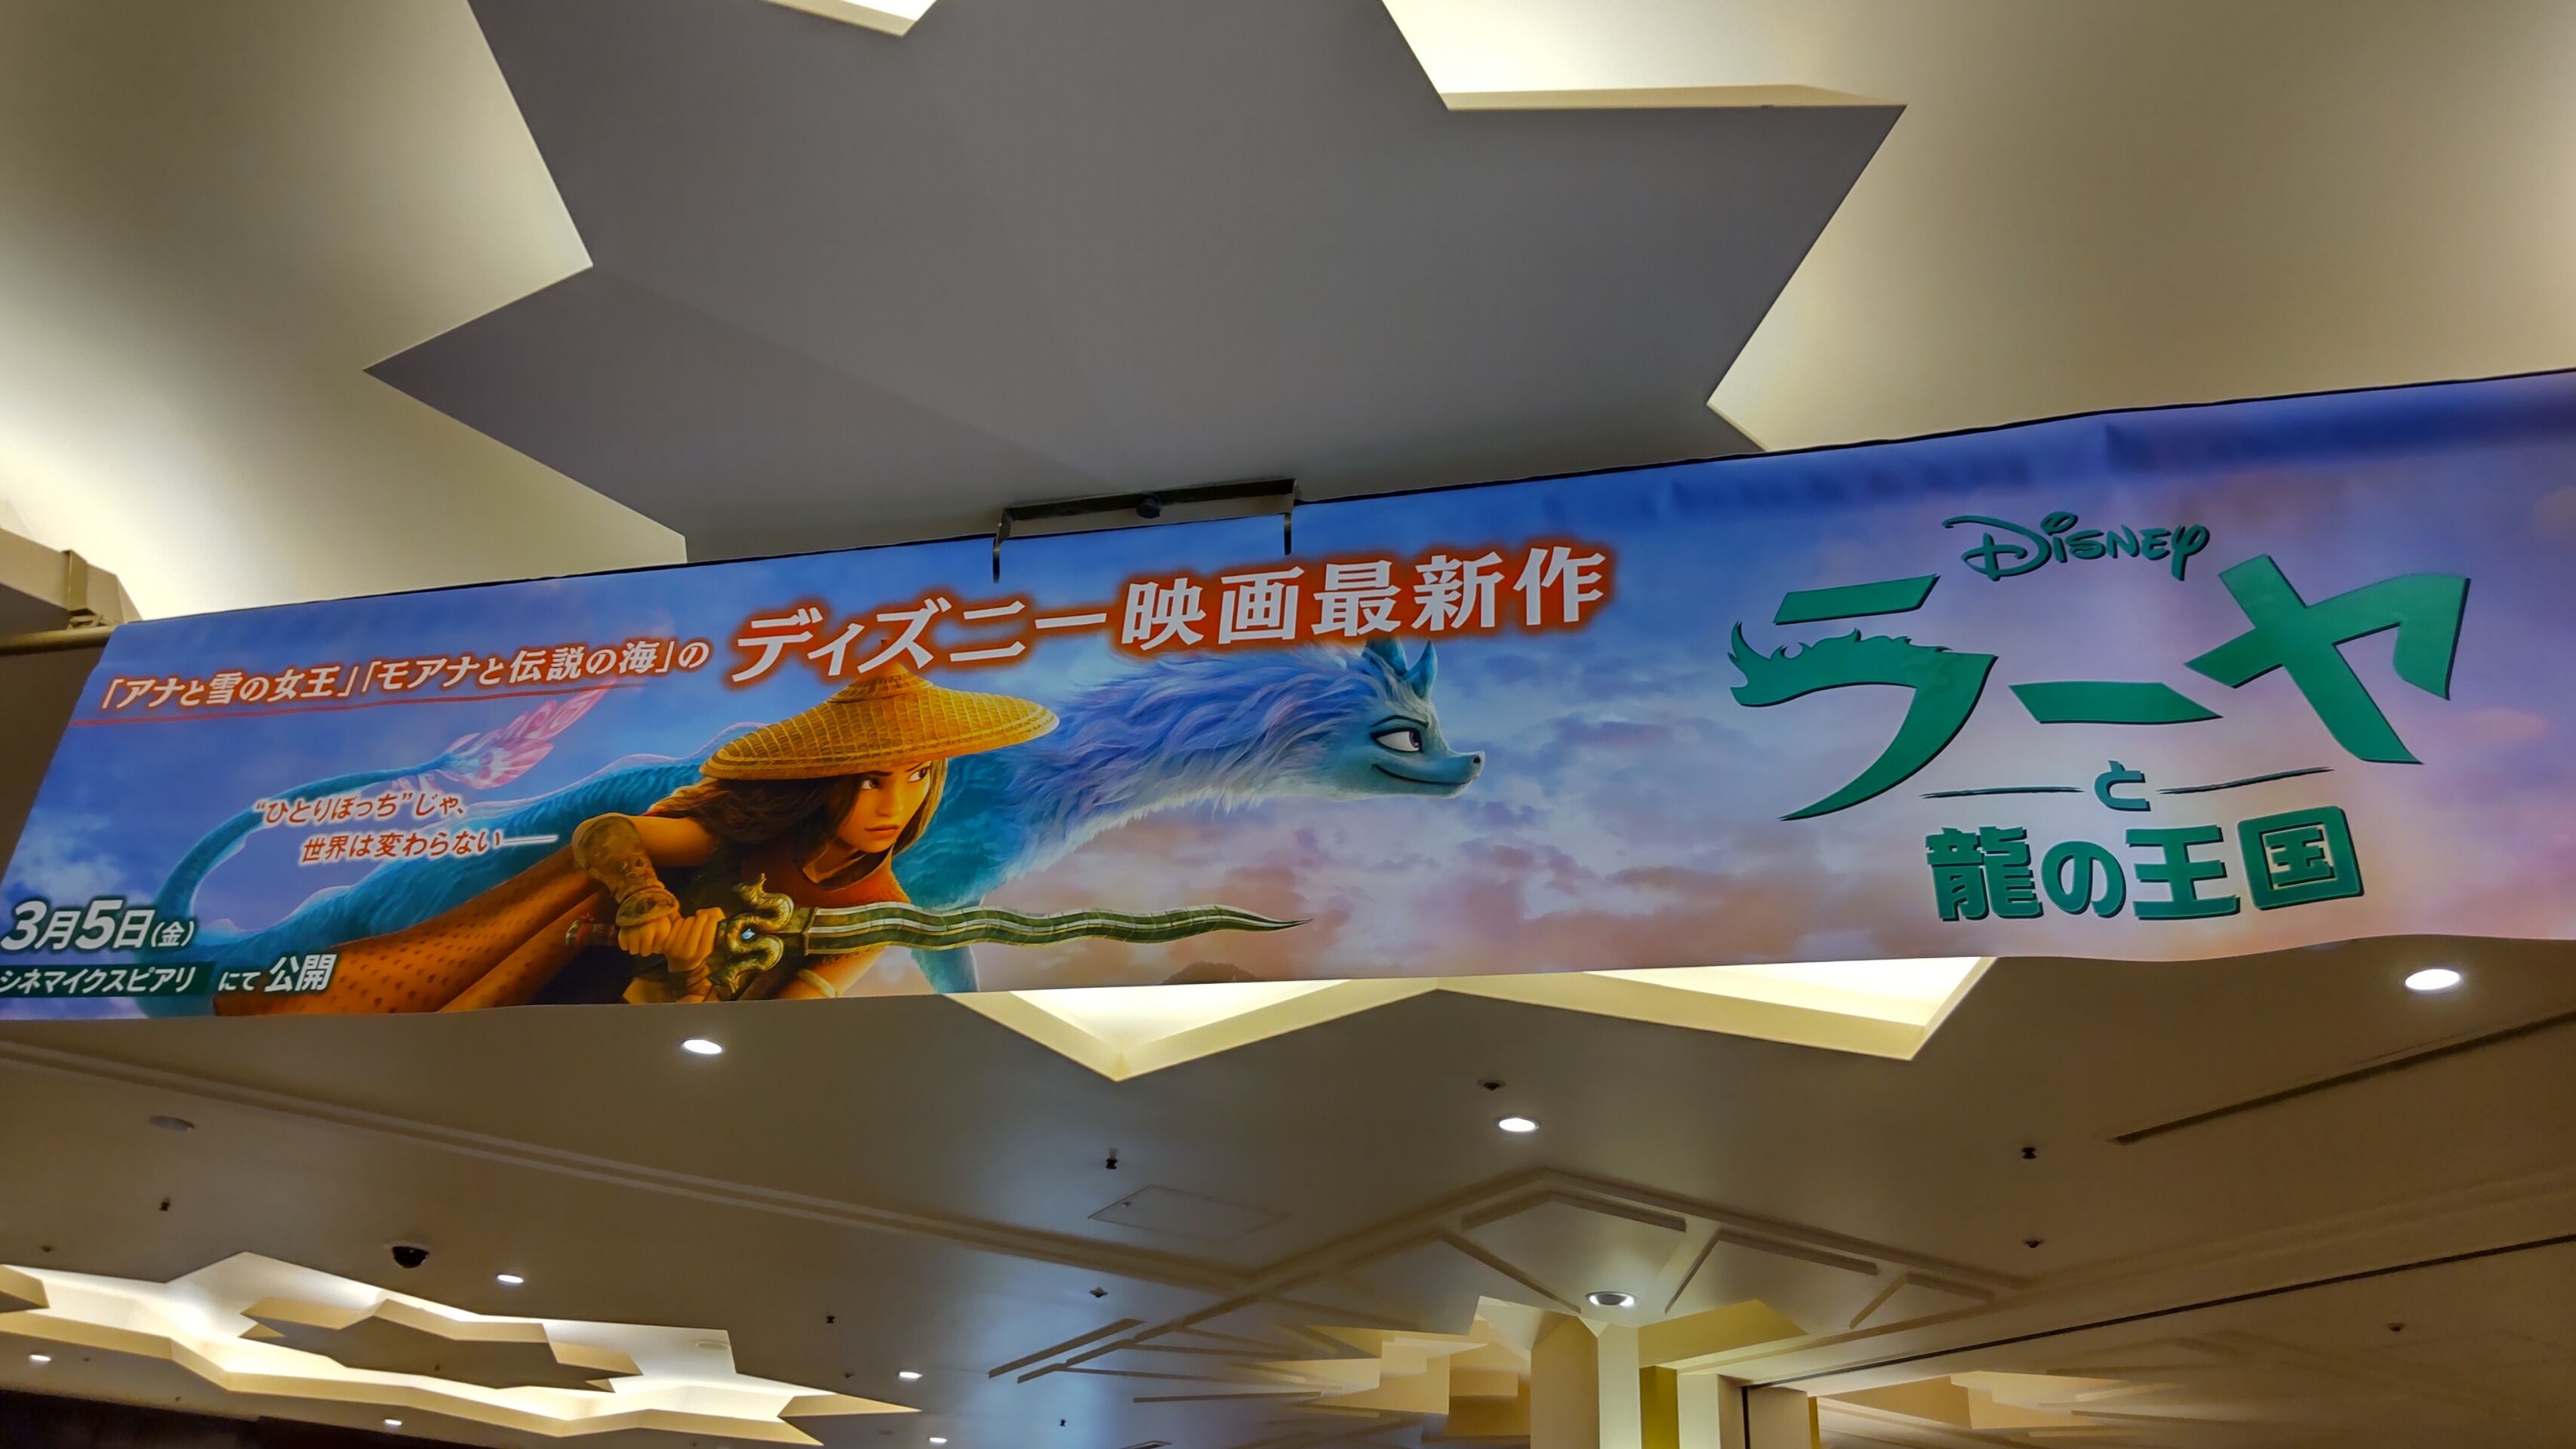 「アナと雪の女王」「モアナと伝説の海」の
ディズニー映画最新作
“ひとりぼっち”じゃ、
世界は変わらない──
3月5日(金)
シネマイクスピアリ にて 公開
Disney
ラーヤ
と
龍の王国